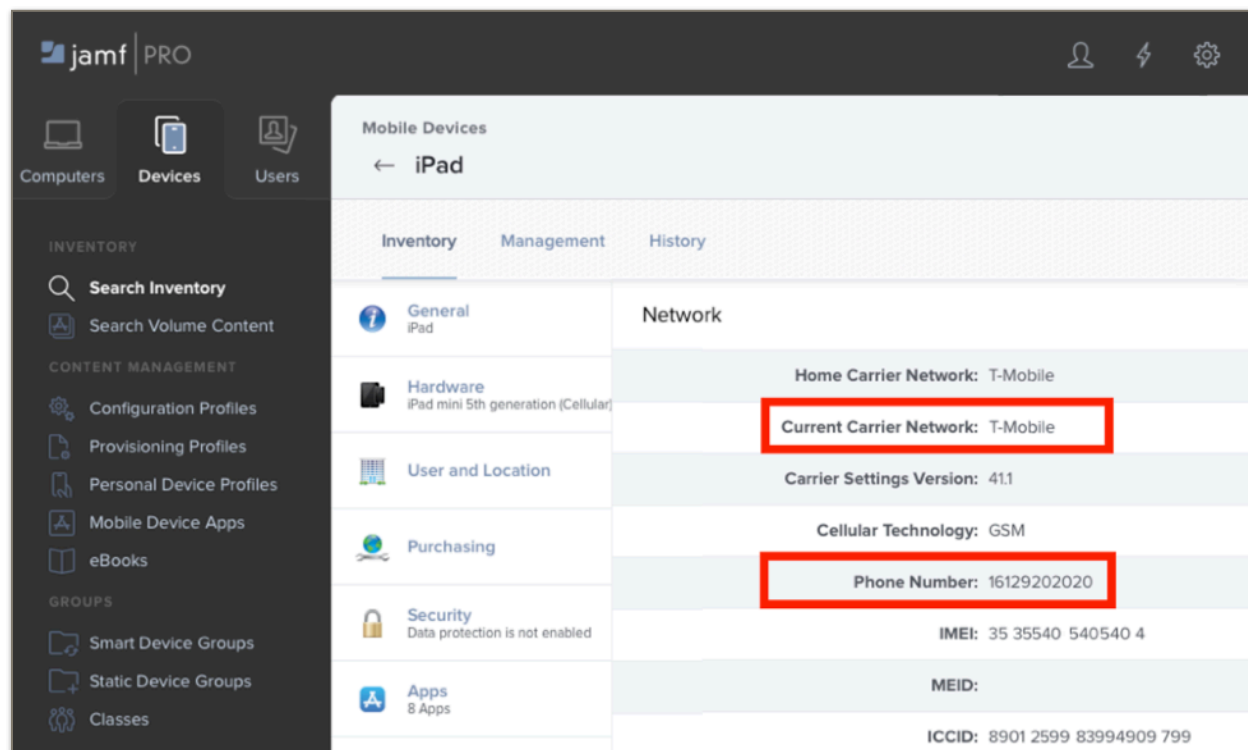 jamf PRO
Computers
Devices
Users
INVENTORY
Search Inventory
Search Volume Content
CONTENT MANAGEMENT
Configuration Profiles
Provisioning Profiles
Personal Device Profiles
Mobile Device Apps
eBooks
GROUPS
Smart Device Groups
Static Device Groups
Classes
Mobile Devices
← iPad
Inventory
Management
History
General
iPad
Hardware
iPad mini 5th generation (Cellular)
User and Location
Purchasing
Security
Data protection is not enabled
Apps
8 Apps
Network
Home Carrier Network: T-Mobile
Current Carrier Network: T-Mobile
Carrier Settings Version: 41.1
Cellular Technology: GSM
Phone Number: 16129202020
IMEI: 35 35540 540540 4
MEID:
ICCID: 8901 2599 83994909 799